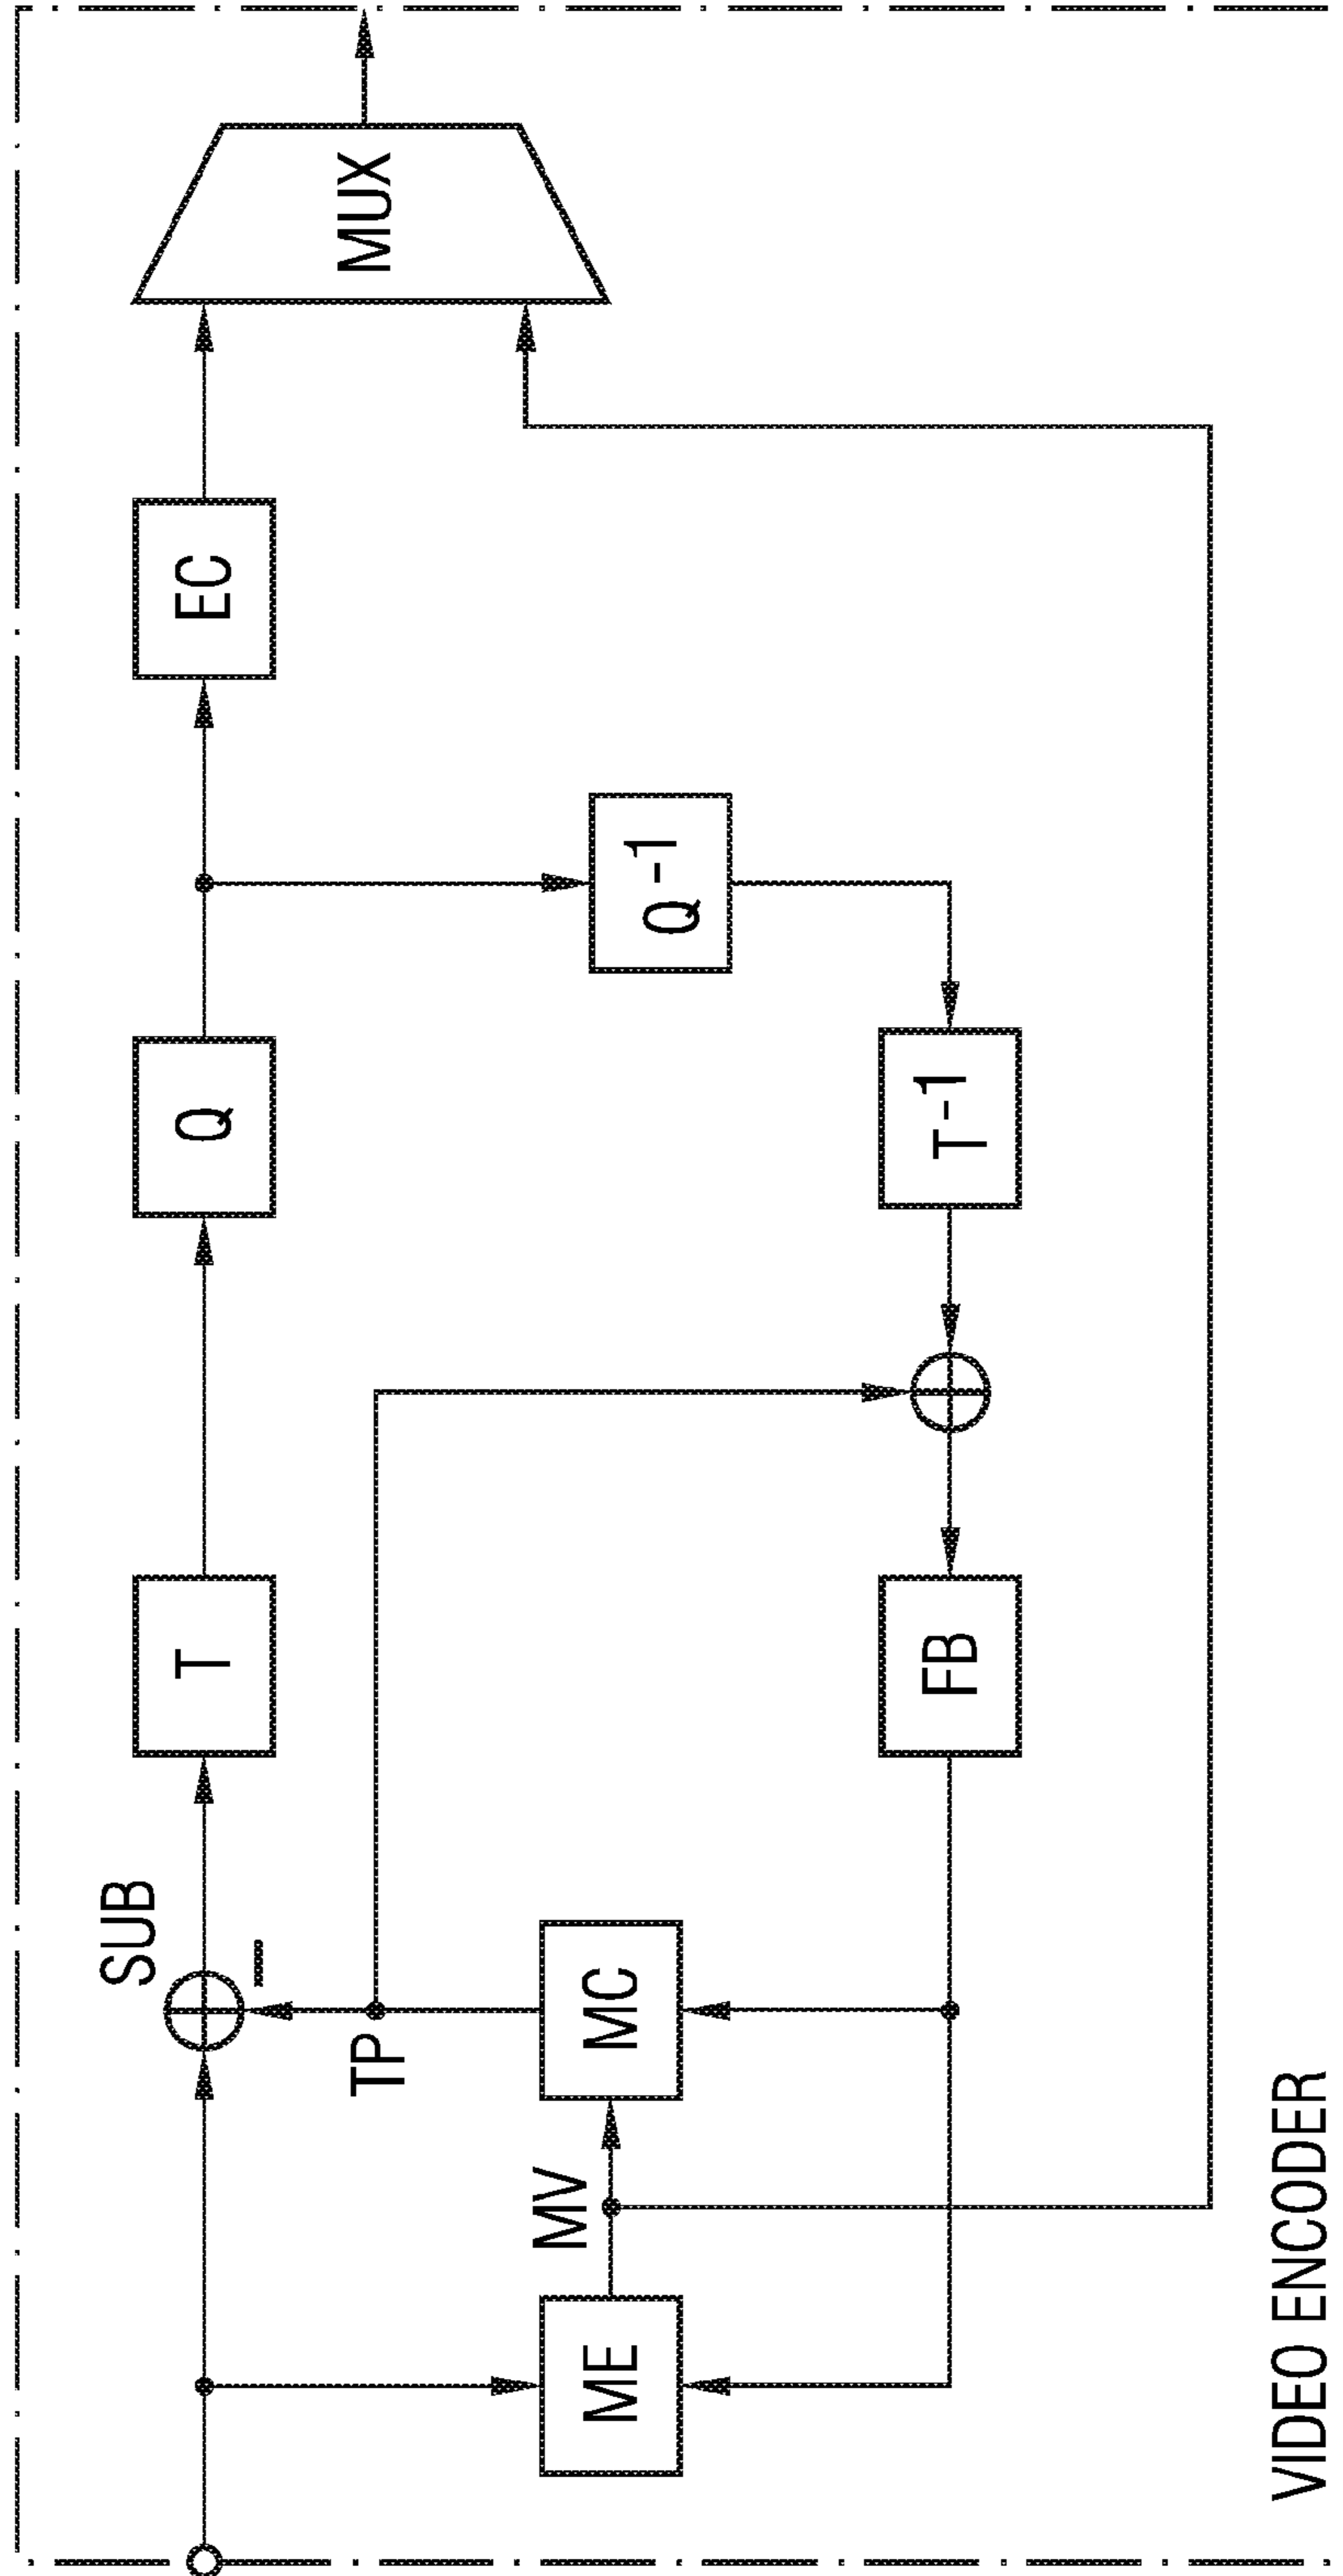 SUB
T
Q
EC
MUX
TP
MV
ME
MC
Q-1
T-1
FB
VIDEO ENCODER